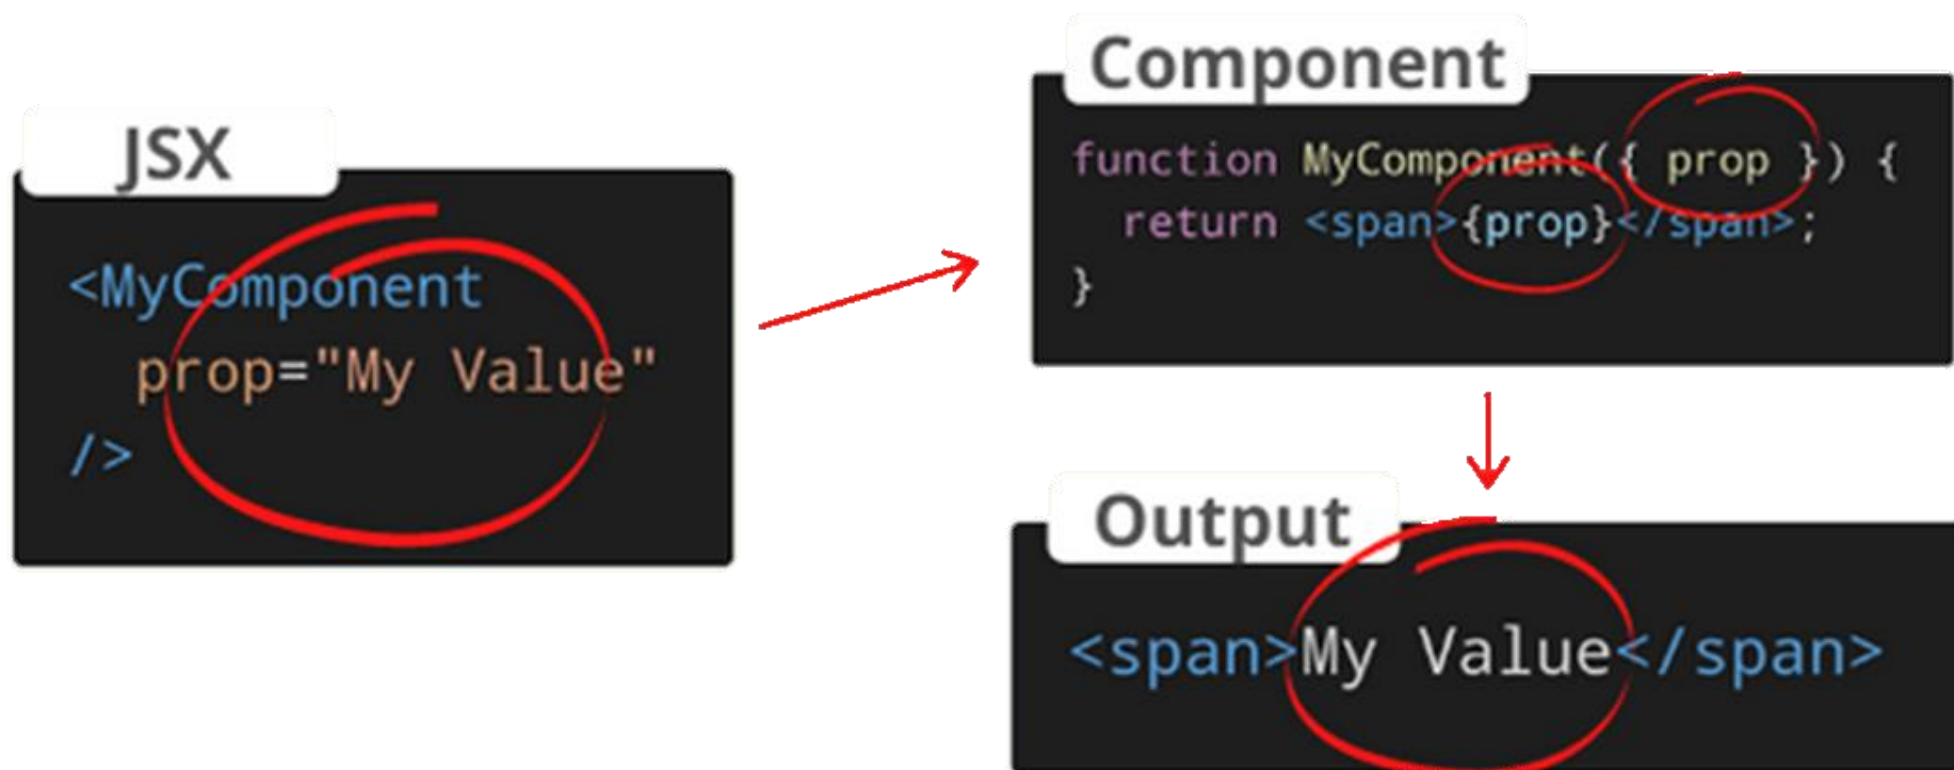 JSX
<MyComponent
prop="My Value"
/>
Component
function MyComponent({ prop }) {
return <span>{prop}</span>;
}
Output
<span>My Value</span>